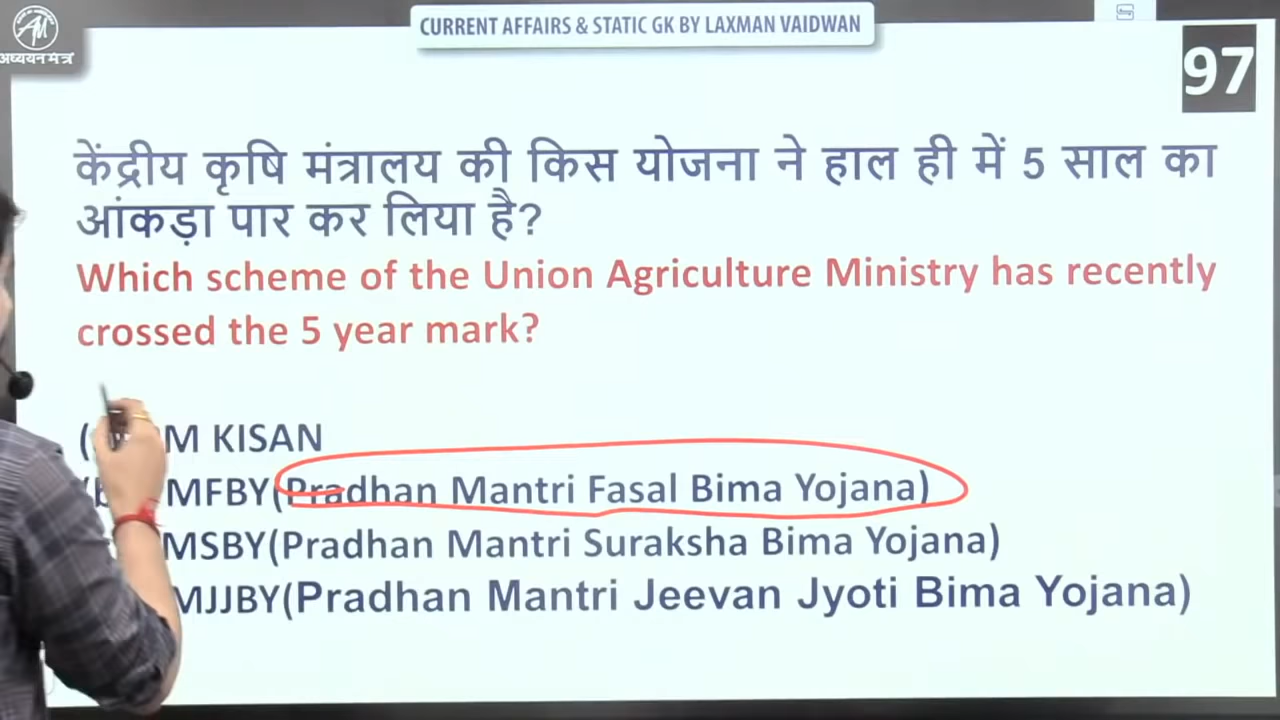 अध्ययन मंत्र
CURRENT AFFAIRS & STATIC GK BY LAXMAN VAIDWAN
97
केंद्रीय कृषि मंत्रालय की किस योजना ने हाल ही में 5 साल का
आंकड़ा पार कर लिया है?
Which scheme of the Union Agriculture Ministry has recently
crossed the 5 year mark?
M KISAN
MFBY(Pradhan Mantri Fasal Bima Yojana)
MSBY(Pradhan Mantri Suraksha Bima Yojana)
MJJBY(Pradhan Mantri Jeevan Jyoti Bima Yojana)